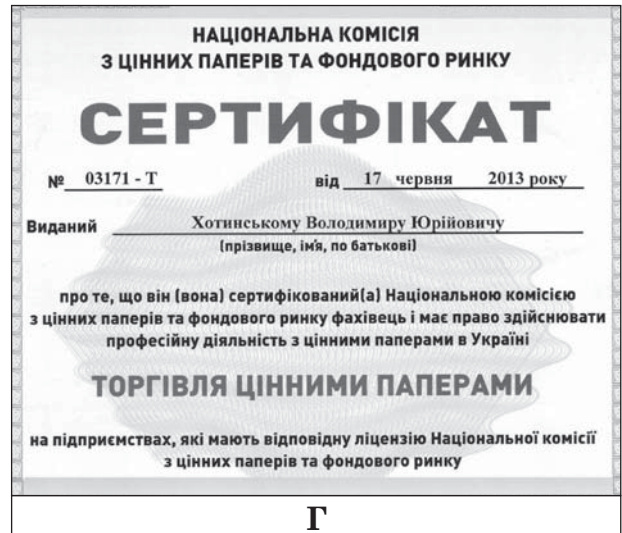 НАЦІОНАЛЬНА КОМІСІЯ
З ЦІННИХ ПАПЕРІВ ТА ФОНДОВОГО РИНКУ
СЕРТИФІКАТ
№ 03171 - Т від 17 червня 2013 року
Виданий Хотинському Володимиру Юрійовичу
(прізвище, ім'я, по батькові)
про те, що він (вона) сертифікований(а) Національною комісією
з цінних паперів та фондового ринку фахівець і має право здійснювати
професійну діяльність з цінними паперами в Україні
ТОРГІВЛЯ ЦІННИМИ ПАПЕРАМИ
на підприємствах, які мають відповідну ліцензію Національної комісії
з цінних паперів та фондового ринку
Г